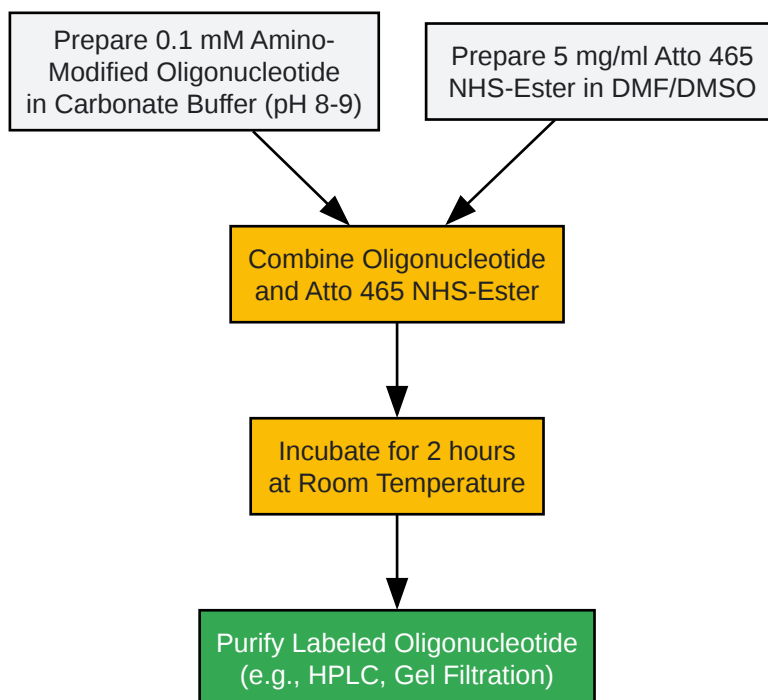 Prepare 0.1 mM Amino-
Modified Oligonucleotide
in Carbonate Buffer (pH 8-9)
Prepare 5 mg/ml Atto 465
NHS-Ester in DMF/DMSO
Combine Oligonucleotide
and Atto 465 NHS-Ester
Incubate for 2 hours
at Room Temperature
Purify Labeled Oligonucleotide
(e.g., HPLC, Gel Filtration)